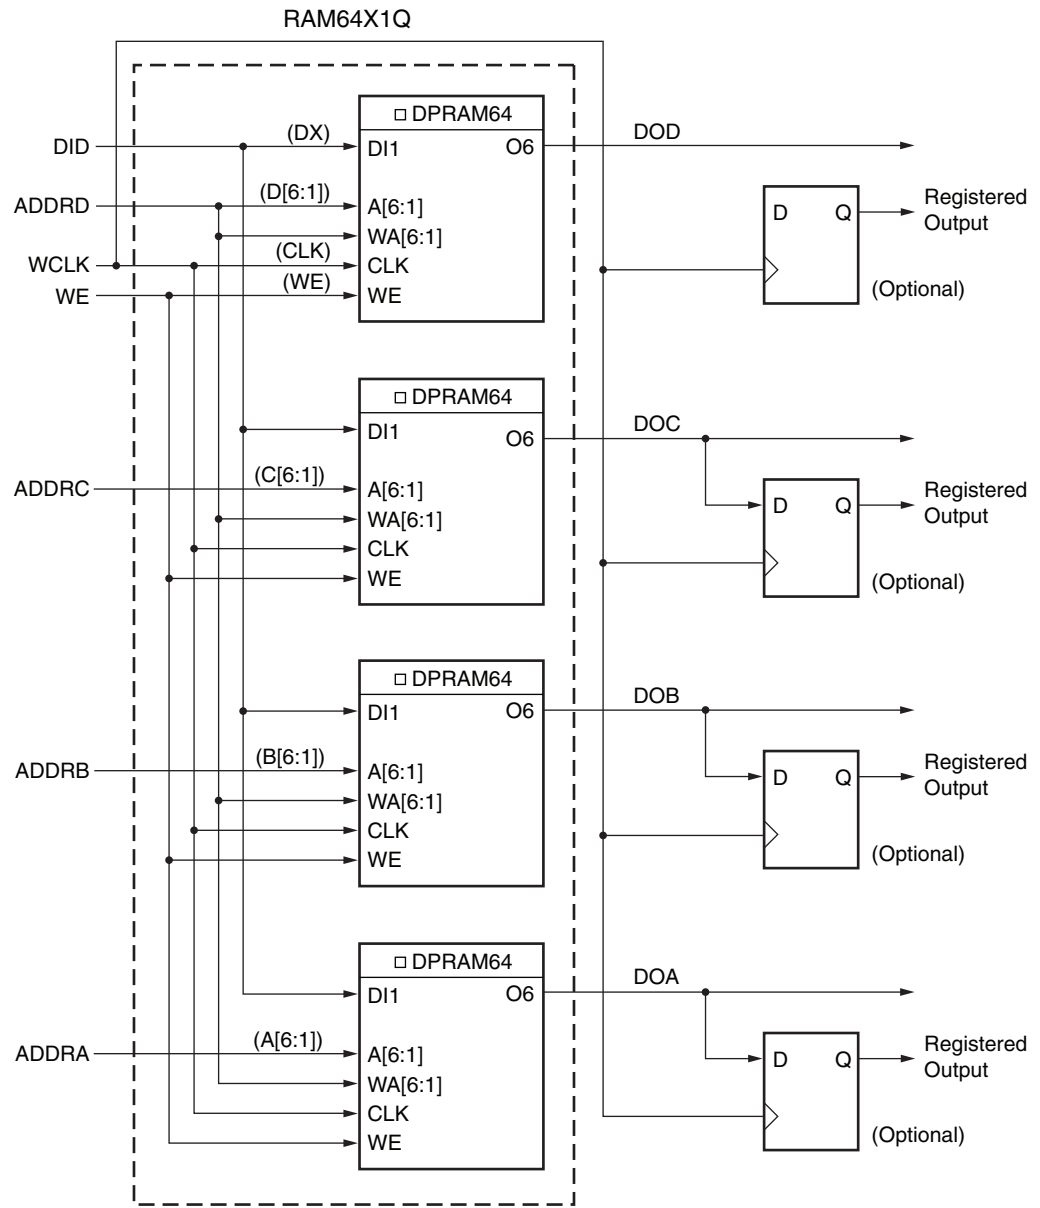 RAM64X1Q
DPRAM64
DID
(DX)
DI1
O6
DOD
ADDRD
(D[6:1])
A[6:1]
WA[6:1]
WCLK
(CLK)
CLK
WE
(WE)
WE
D
Q
Registered
Output
(Optional)
DPRAM64
DI1
O6
DOC
ADDRC
(C[6:1])
A[6:1]
WA[6:1]
CLK
WE
D
Q
Registered
Output
(Optional)
DPRAM64
DI1
O6
DOB
ADDRB
(B[6:1])
A[6:1]
WA[6:1]
CLK
WE
D
Q
Registered
Output
(Optional)
DPRAM64
DI1
O6
DOA
ADDRA
(A[6:1])
A[6:1]
WA[6:1]
CLK
WE
D
Q
Registered
Output
(Optional)